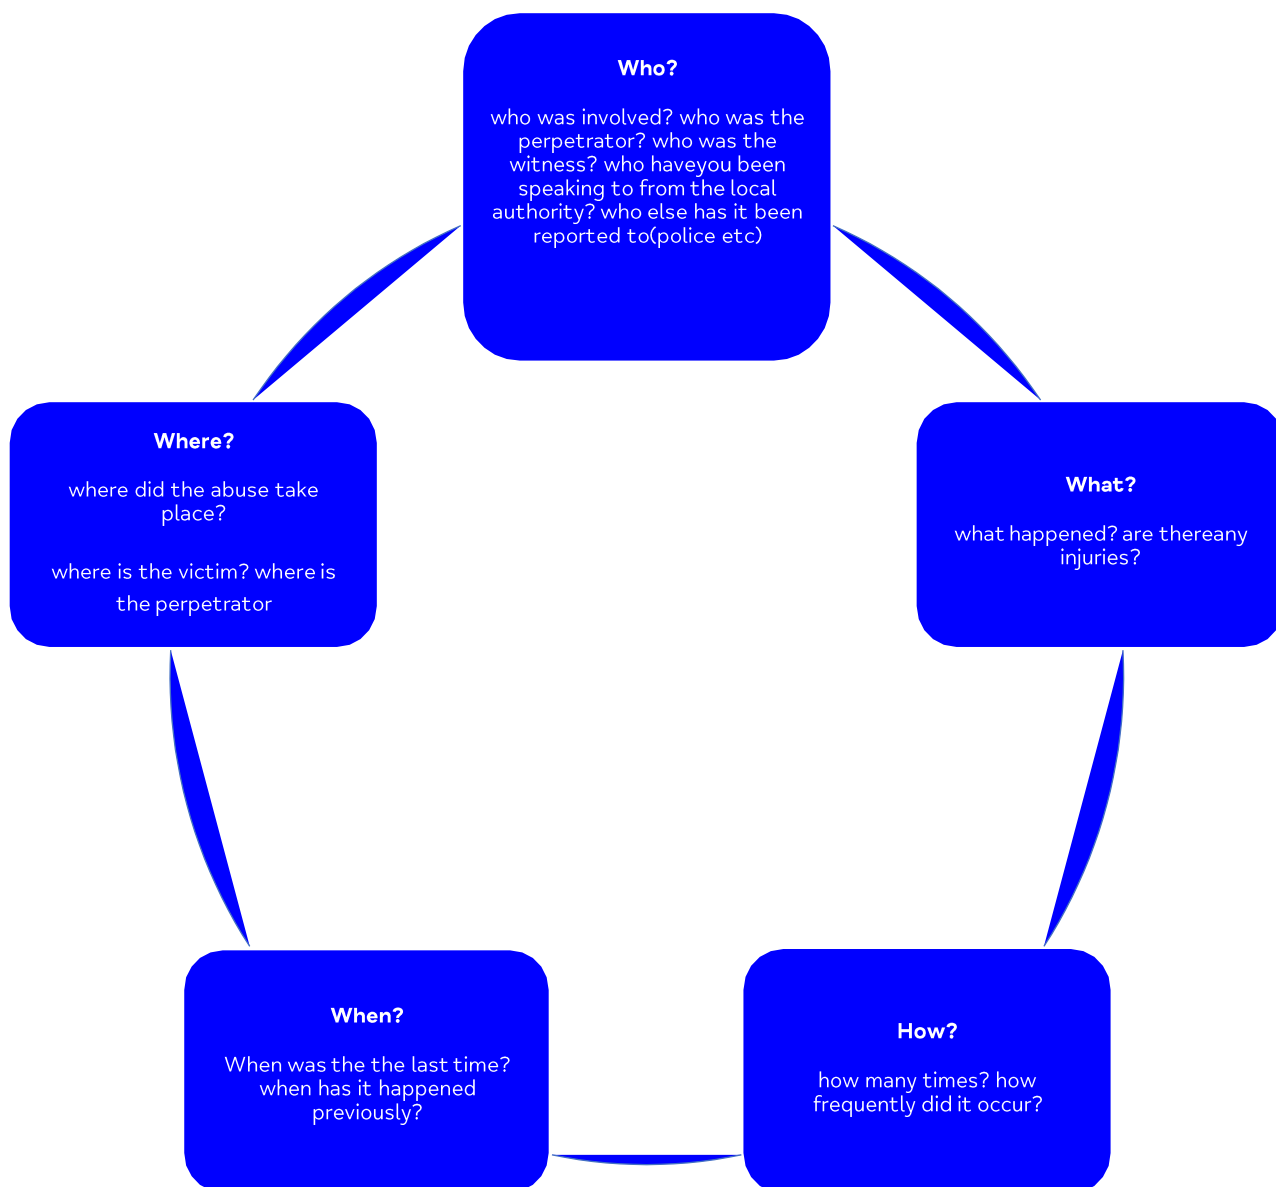 Who?
who was involved? who was the
perpetrator? who was the
witness? who haveyou been
speaking to from the local
authority? who else has it been
reported to(police etc)
Where?
where did the abuse take
place?
where is the victim? where is
the perpetrator
What?
what happened? are thereany
injuries?
When?
When was the the last time?
when has it happened
previously?
How?
how many times? how
frequently did it occur?